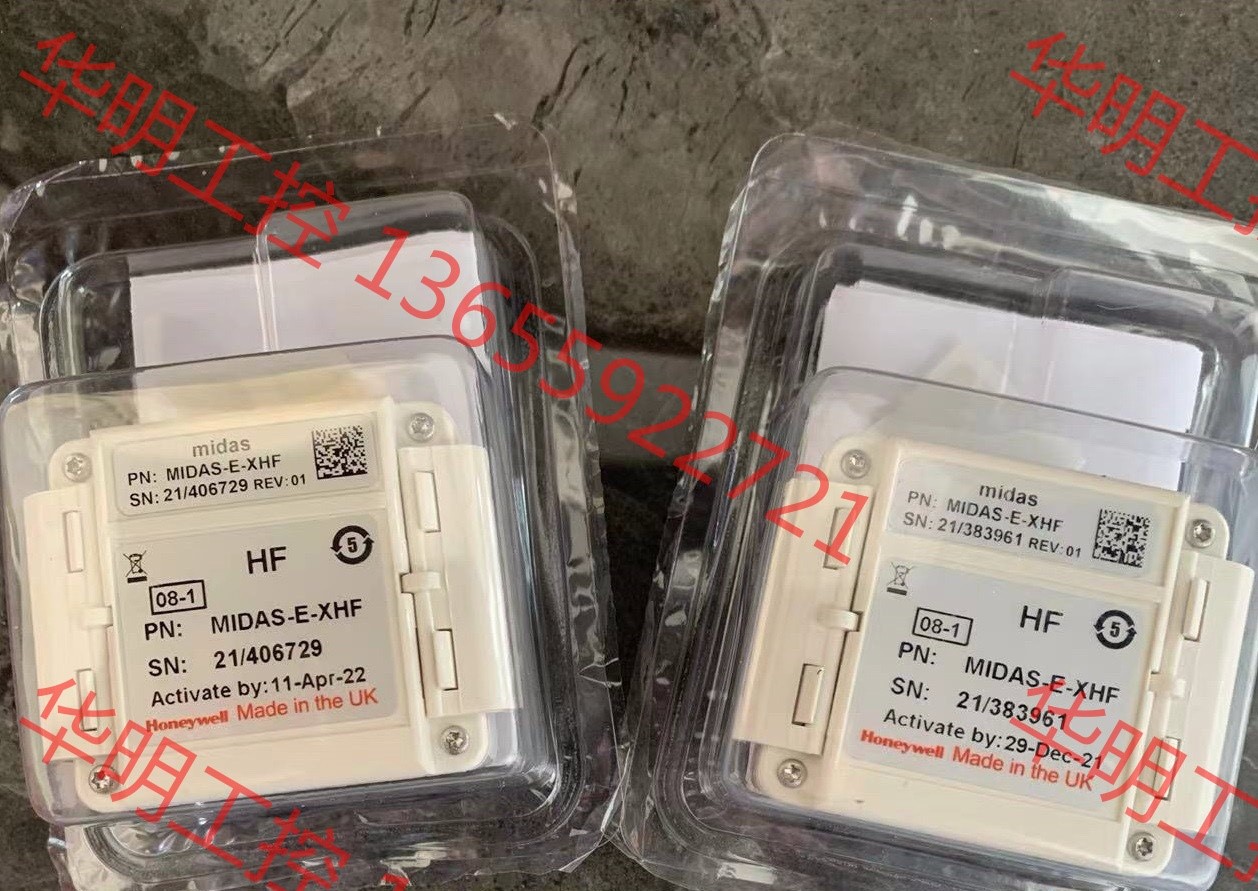 华明工控 13655922721
华明工
midas
PN: MIDAS-E-XHF
SN: 21/406729 REV: 01
HF
5
08-1
PN: MIDAS-E-XHF
SN: 21/406729
Activate by: 11-Apr-22
Honeywell Made in the UK
midas
PN: MIDAS-E-XHF
SN: 21/383961 REV: 01
HF
5
08-1
PN: MIDAS-E-XHF
SN: 21/383961
Activate by: 29-Dec-21
Honeywell Made in the UK
华明工控 1
华明工